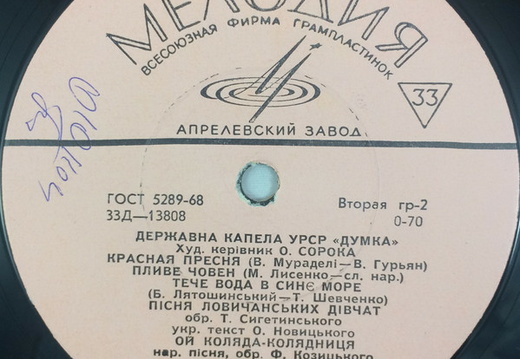 МЕЛОДИЯ
ВСЕСОЮЗНАЯ ФИРМА ГРАМПЛАСТИНОК
33
АПРЕЛЕВСКИЙ ЗАВОД
ГОСТ 5289-68
Вторая гр-2
33Д—13808
0-70
ДЕРЖАВНА КАПЕЛА УРСР «ДУМКА»
Худ. керівник О. СОРОКА
КРАСНАЯ ПРЕСНЯ (В. Мураделі—В. Гурьян)
ПЛИВЕ ЧОВЕН (М. Лисенко—сл. нар.)
ТЕЧЕ ВОДА В СИНЄ МОРЕ
(Б. Лятошинський—Т. Шевченко)
ПІСНЯ ЛОВИЧАНСЬКИХ ДІВЧАТ
обр. Т. Сигетинського
укр. текст О. Новицького
ОЙ КОЛЯДА-КОЛЯДНИЦЯ
нар. пісня, обр. Ф. Козицького